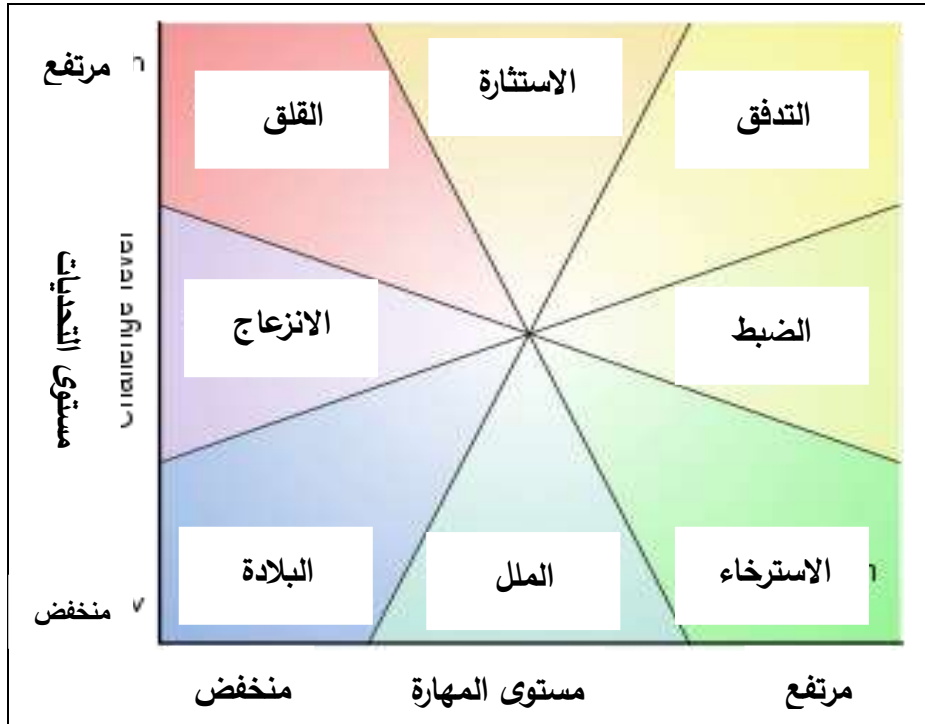 مرتفع
القلق
الاستثارة
التدفق
مستوى التحديات
الانزعاج
الضبط
البلادة
الملل
الاسترخاء
منخفض
منخفض
مستوى المهارة
مرتفع